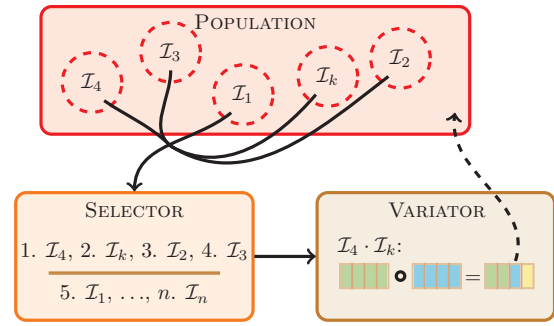 POPULATION
𝓘₄ 𝓘₃ 𝓘₁ 𝓘ₖ 𝓘₂
SELECTOR
1. 𝓘₄, 2. 𝓘ₖ, 3. 𝓘₂, 4. 𝓘₃
5. 𝓘₁, ..., n. 𝓘ₙ
VARIATOR
𝓘₄ · 𝓘ₖ:
=